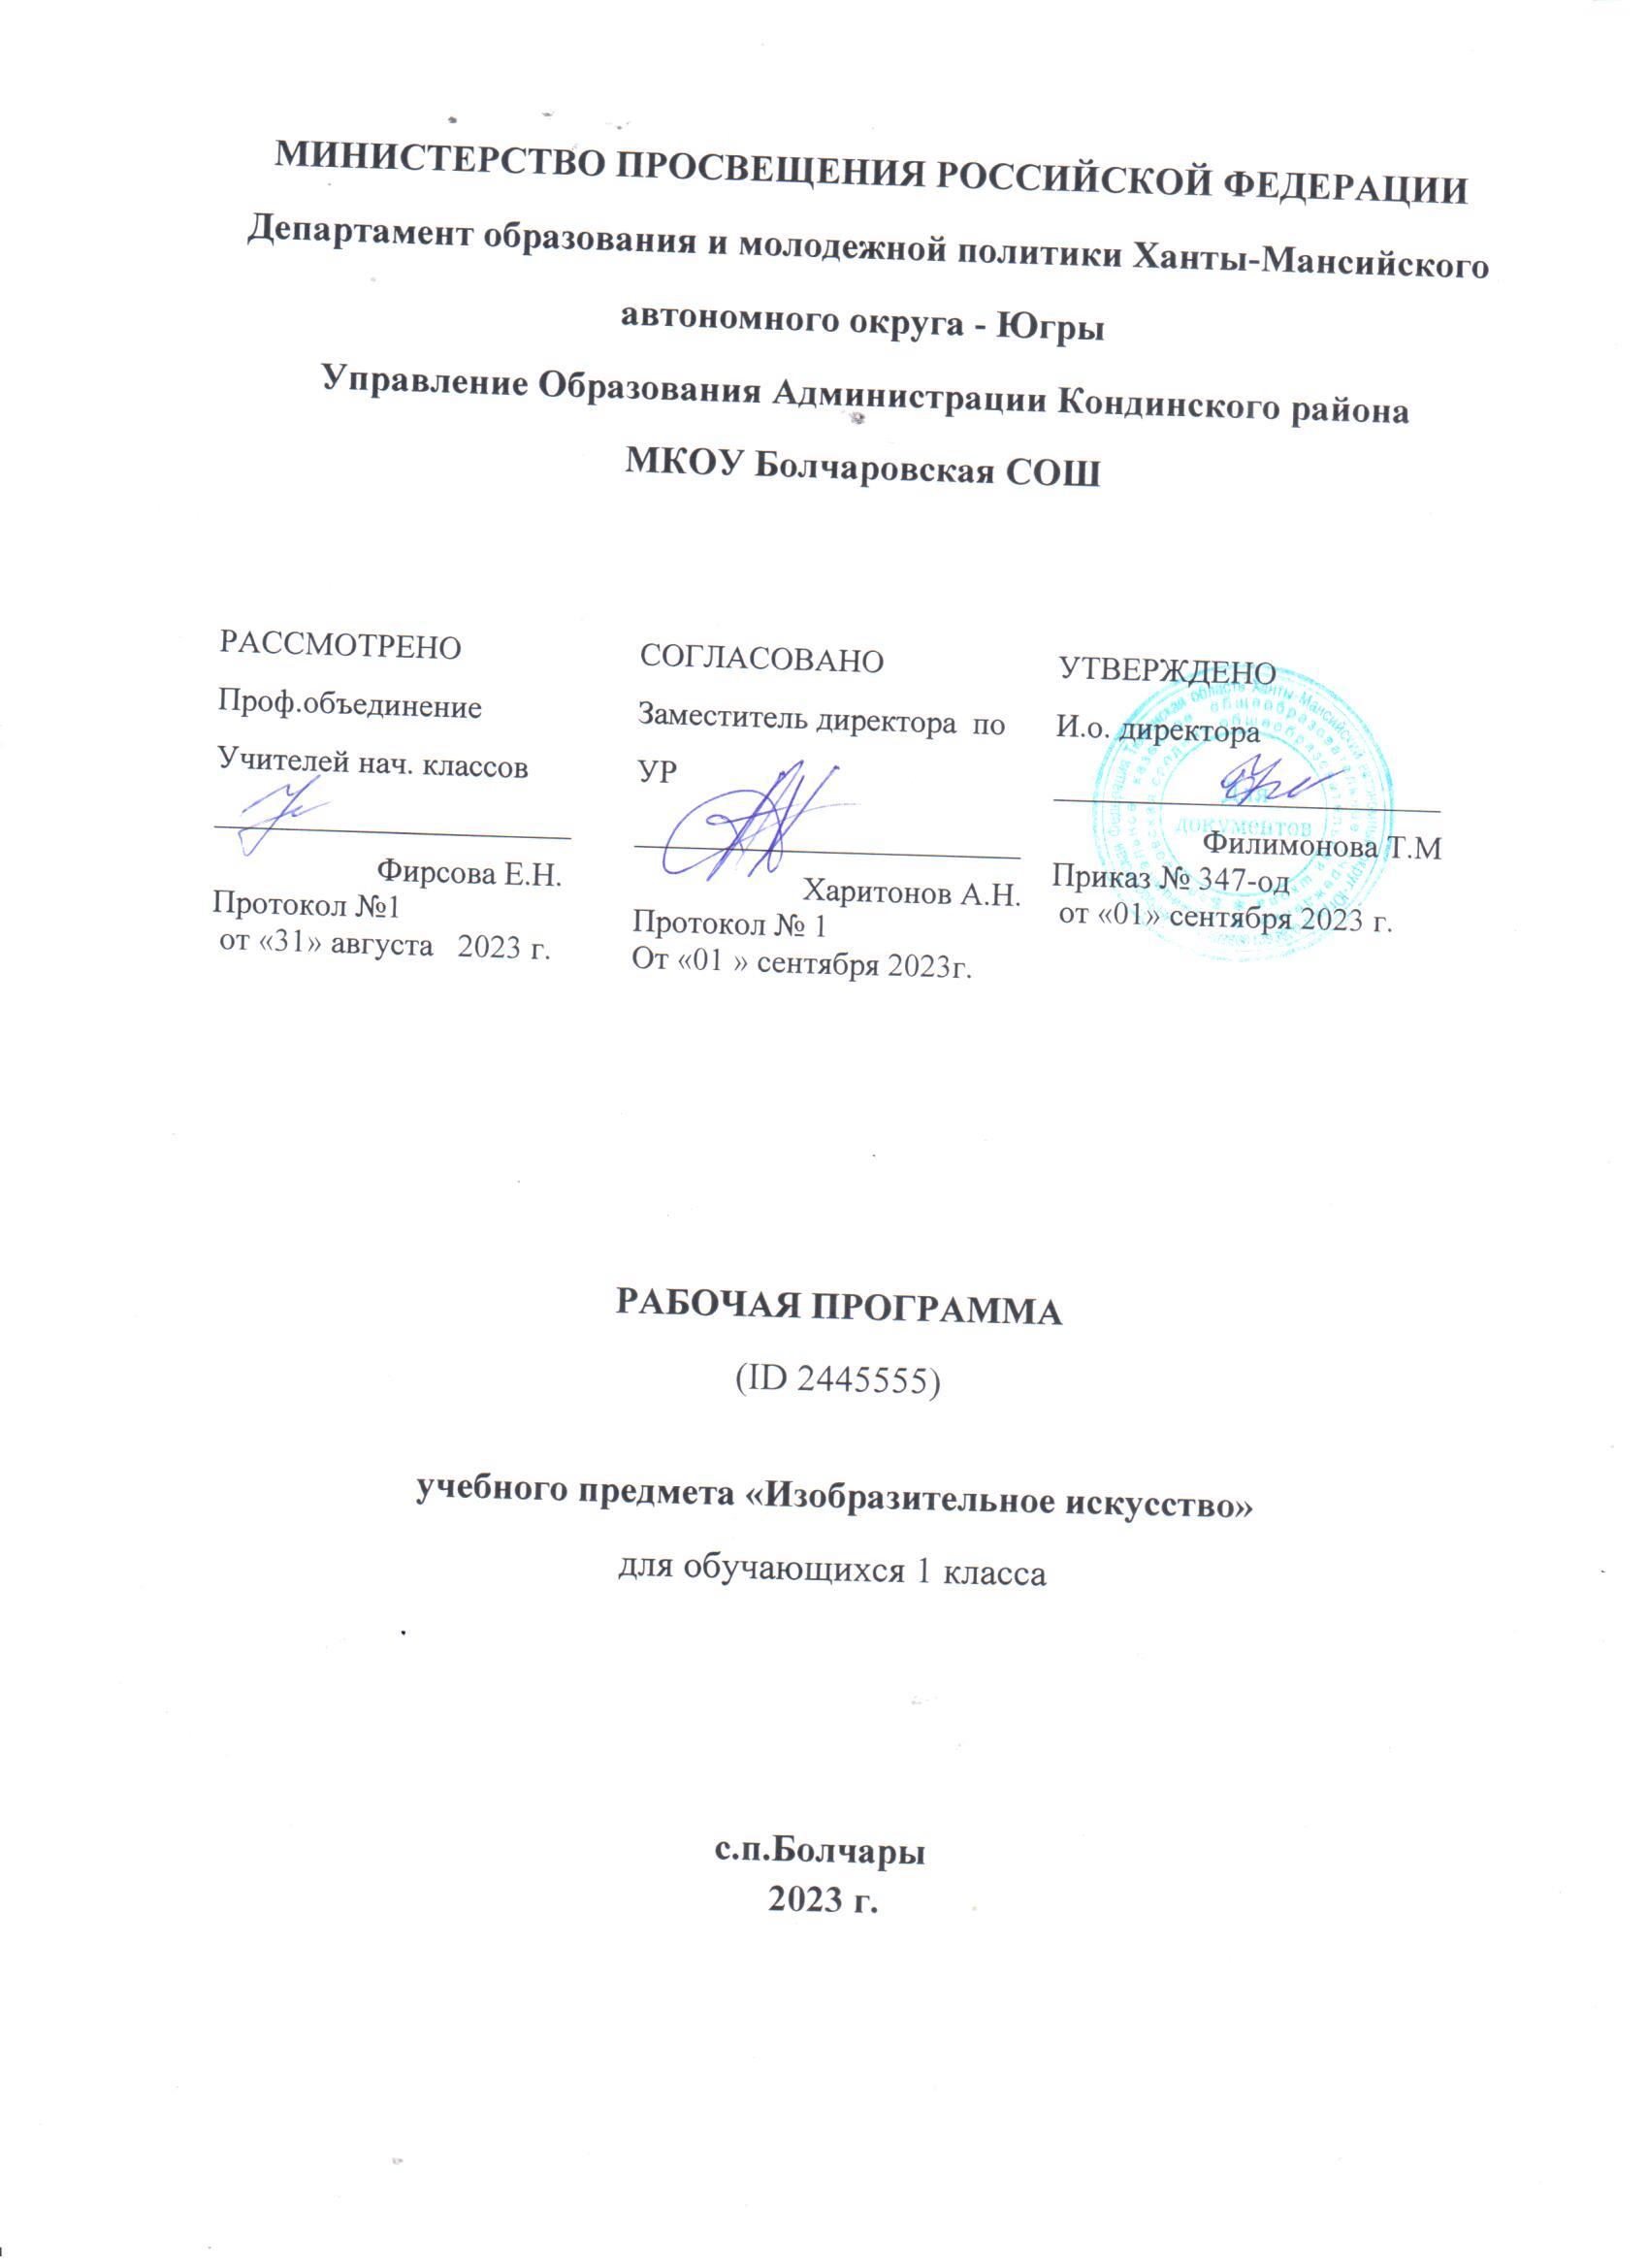 МИНИСТЕРСТВО ПРОСВЕЩЕНИЯ РОССИЙСКОЙ ФЕДЕРАЦИИ
Департамент образования и молодежной политики Ханты-Мансийского
автономного округа - Югры
Управление Образования Администрации Кондинского района
МКОУ Болчаровская СОШ
РАССМОТРЕНО
Проф.объединение
Учителей нач. классов
Фирсова Е.Н.
Протокол №1
от «31» августа 2023 г.
СОГЛАСОВАНО
Заместитель директора по
УР
Харитонов А.Н.
Протокол № 1
От «01 » сентября 2023г.
УТВЕРЖДЕНО
И.о. директора
Филимонова Т.М
Приказ № 347-од
от «01» сентября 2023 г.
Для
документов
РАБОЧАЯ ПРОГРАММА
(ID 2445555)
учебного предмета «Изобразительное искусство»
для обучающихся 1 класса
с.п.Болчары
2023 г.